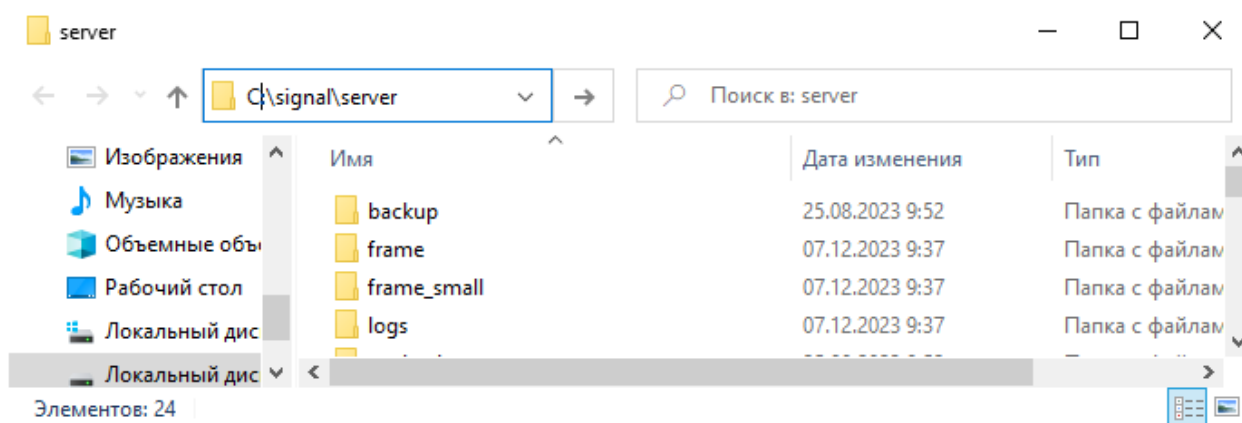 server
C:\signal\server
Поиск в: server
Изображения
Музыка
Объемные объ
Рабочий стол
Локальный дис
Локальный дис
Имя Дата изменения Тип
backup 25.08.2023 9:52 Папка с файлам
frame 07.12.2023 9:37 Папка с файлам
frame_small 07.12.2023 9:37 Папка с файлам
logs 07.12.2023 9:37 Папка с файлам
Элементов: 24